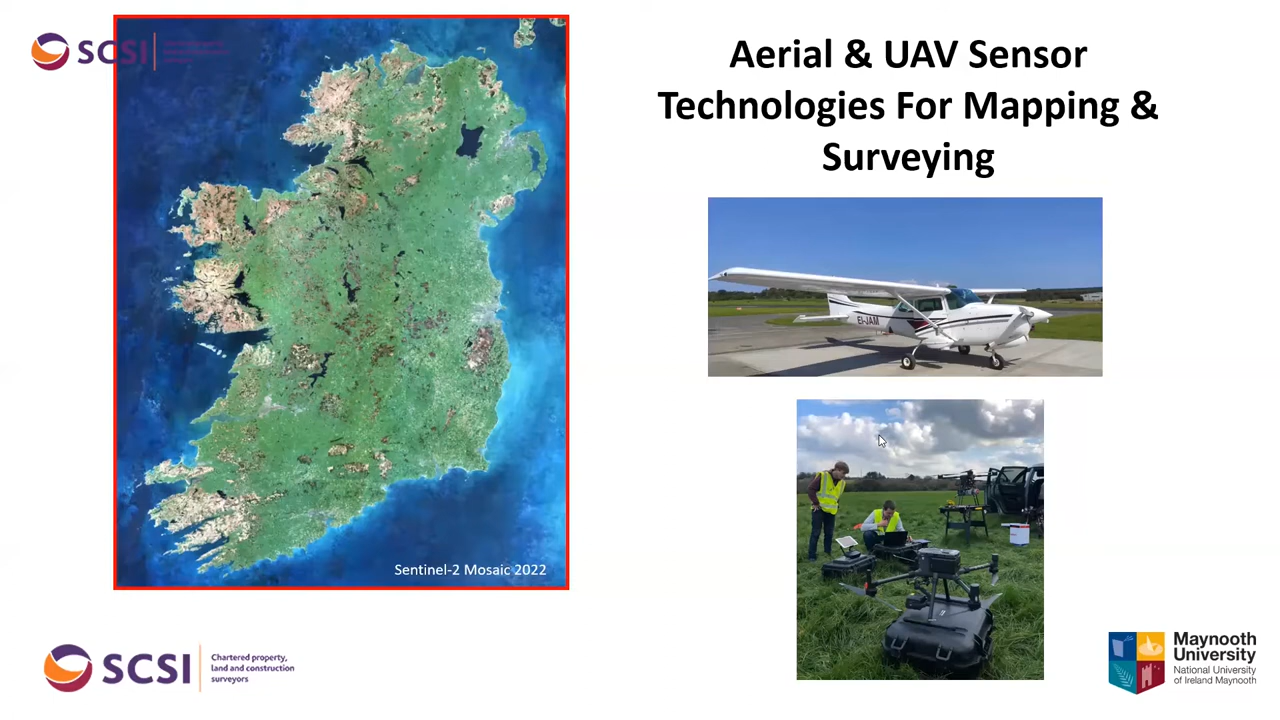 SCSI
Aerial & UAV Sensor
Technologies For Mapping &
Surveying
EI-JAM
Sentinel-2 Mosaic 2022
SCSI
Chartered property,
land and construction
surveyors
Maynooth
University
National University
of Ireland Maynooth